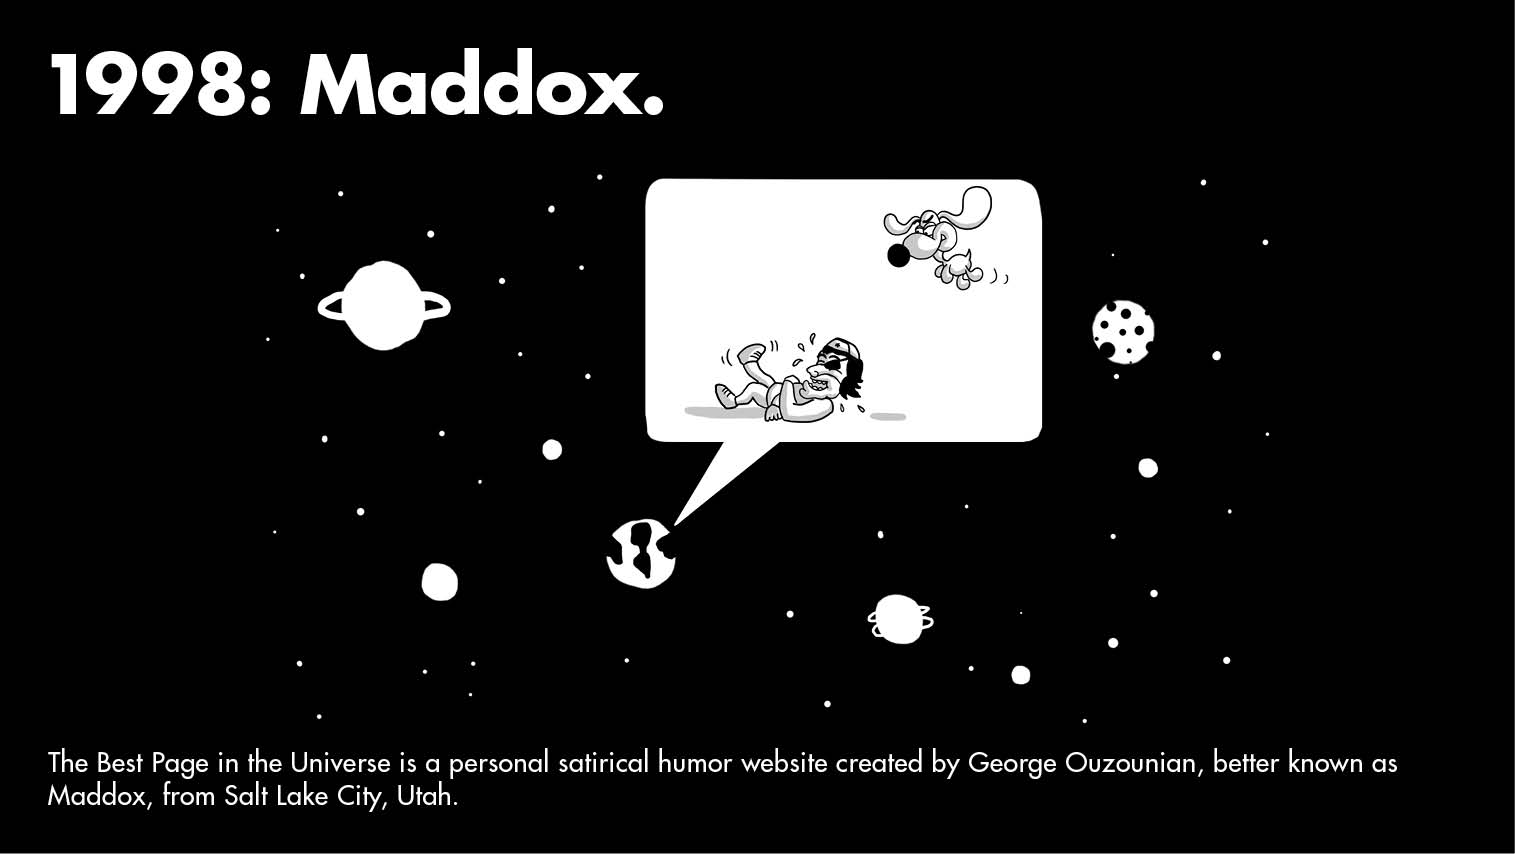 1998: Maddox.
The Best Page in the Universe is a personal satirical humor website created by George Ouzounian, better known as
Maddox, from Salt Lake City, Utah.